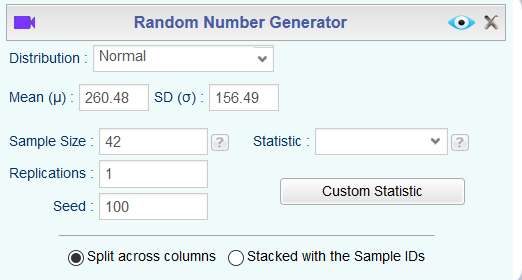 Random Number Generator
Distribution : Normal
Mean (μ) : 260.48 SD (σ) : 156.49
Sample Size : 42 ? Statistic : ?
Replications : 1
Custom Statistic
Seed : 100
Split across columns Stacked with the Sample IDs